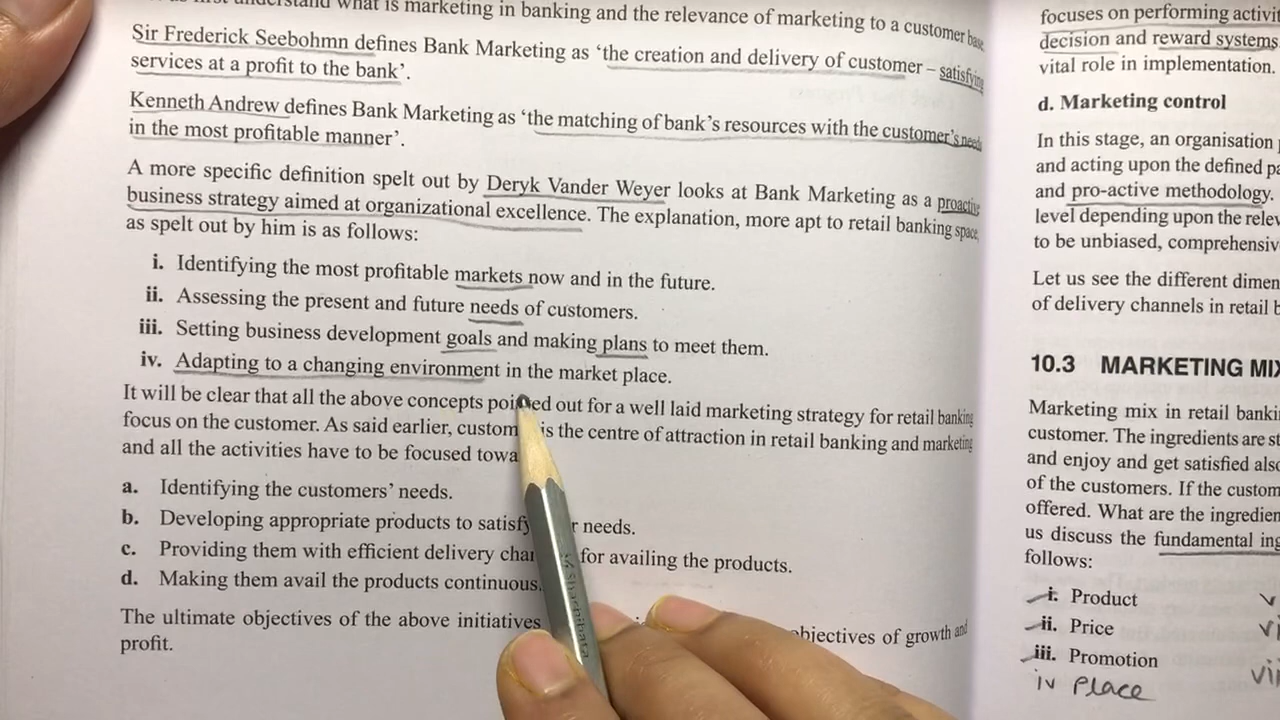 what is marketing in banking and the relevance of marketing to a customer base.
Sir Frederick Seebohmn defines Bank Marketing as ‘the creation and delivery of customer – satisfying
services at a profit to the bank’.
Kenneth Andrew defines Bank Marketing as ‘the matching of bank’s resources with the customer’s needs
in the most profitable manner’.
A more specific definition spelt out by Deryk Vander Weyer looks at Bank Marketing as a proactive
business strategy aimed at organizational excellence. The explanation, more apt to retail banking space,
as spelt out by him is as follows:
i. Identifying the most profitable markets now and in the future.
ii. Assessing the present and future needs of customers.
iii. Setting business development goals and making plans to meet them.
iv. Adapting to a changing environment in the market place.
It will be clear that all the above concepts pointed out for a well laid marketing strategy for retail banking
focus on the customer. As said earlier, custom is the centre of attraction in retail banking and marketing
and all the activities have to be focused towa
a. Identifying the customers’ needs.
b. Developing appropriate products to satisfy r needs.
c. Providing them with efficient delivery cha for availing the products.
d. Making them avail the products continuous
The ultimate objectives of the above initiatives objectives of growth and
profit.
focuses on performing activi
decision and reward systems
vital role in implementation.
d. Marketing control
In this stage, an organisation
and acting upon the defined pa
and pro-active methodology.
level depending upon the relev
to be unbiased, comprehensiv
Let us see the different dimen
of delivery channels in retail b
10.3 MARKETING MIX
Marketing mix in retail banki
customer. The ingredients are st
and enjoy and get satisfied also
of the customers. If the custom
offered. What are the ingredien
us discuss the fundamental ing
follows:
i. Product v
ii. Price vi
iii. Promotion
iv Place vii